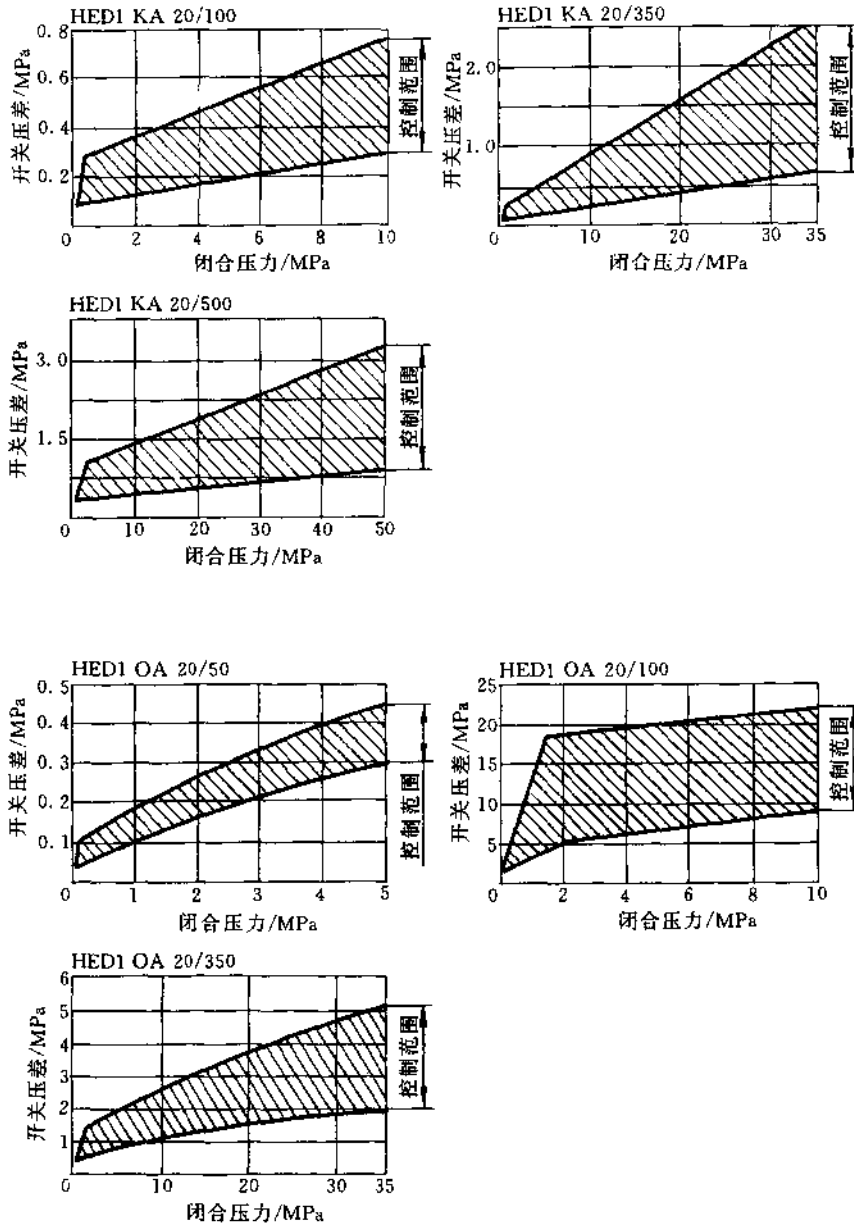 HED1 KA 20/100
0.8
0.6
0.4
0.2
0
2
4
6
8
10
开关压差/MPa
闭合压力/MPa
控制范围
HED1 KA 20/350
2.0
1.0
0
10
20
30
35
开关压差/MPa
闭合压力/MPa
控制范围
HED1 KA 20/500
3.0
1.5
0
10
20
30
40
50
开关压差/MPa
闭合压力/MPa
控制范围
HED1 OA 20/50
0.5
0.4
0.3
0.2
0.1
0
1
2
3
4
5
开关压差/MPa
闭合压力/MPa
控制范围
HED1 OA 20/100
25
20
15
10
5
0
2
4
6
8
10
开关压差/MPa
闭合压力/MPa
控制范围
HED1 OA 20/350
6
5
4
3
2
1
0
10
20
30
35
开关压差/MPa
闭合压力/MPa
控制范围